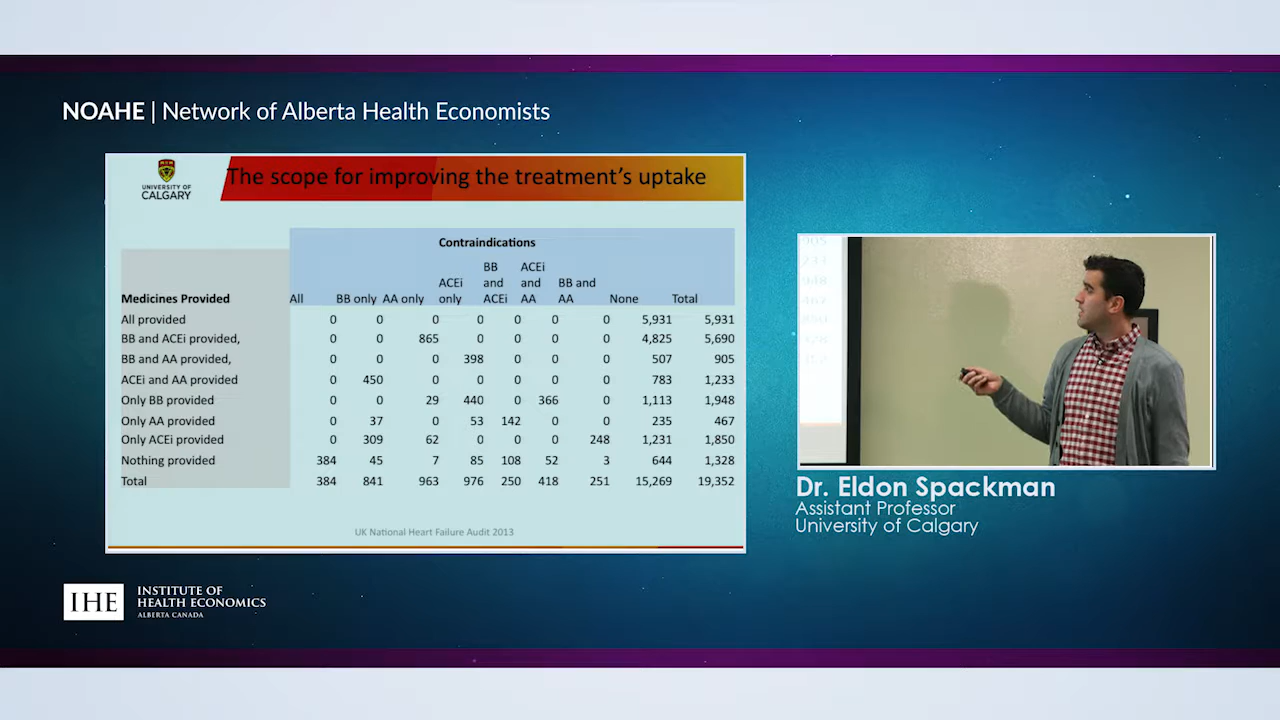 NOAHE | Network of Alberta Health Economists
UNIVERSITY OF
CALGARY
The scope for improving the treatment's uptake
Contraindications
Medicines Provided All BB only AA only ACEi only BB and ACEi ACEi and AA BB and AA None Total
All provided 0 0 0 0 0 0 0 5,931 5,931
BB and ACEi provided, 0 0 865 0 0 0 0 4,825 5,690
BB and AA provided, 0 0 0 398 0 0 0 507 905
ACEi and AA provided 0 450 0 0 0 0 0 783 1,233
Only BB provided 0 0 29 440 0 366 0 1,113 1,948
Only AA provided 0 37 0 53 142 0 0 235 467
Only ACEi provided 0 309 62 0 0 0 248 1,231 1,850
Nothing provided 384 45 7 85 108 52 3 644 1,328
Total 384 841 963 976 250 418 251 15,269 19,352
UK National Heart Failure Audit 2013
Dr. Eldon Spackman
Assistant Professor
University of Calgary
IHE
INSTITUTE OF
HEALTH ECONOMICS
ALBERTA CANADA